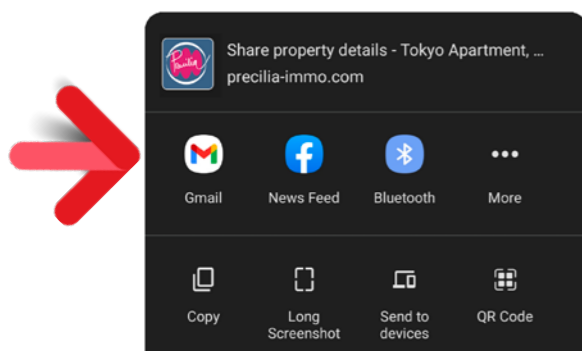 Precilia
Share property details - Tokyo Apartment, ...
precilia-immo.com
Gmail
News Feed
Bluetooth
More
Copy
Long
Screenshot
Send to
devices
QR Code